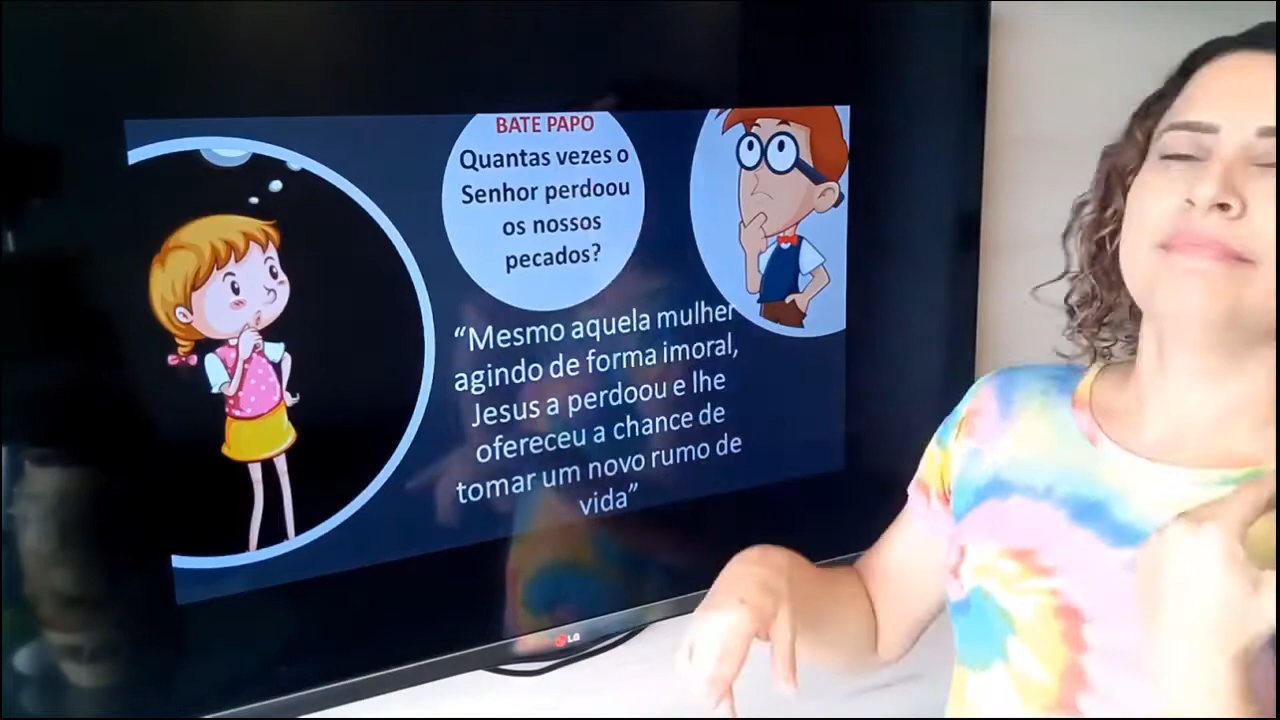 BATE PAPO
Quantas vezes o
Senhor perdoou
os nossos
pecados?
“Mesmo aquela mulher
agindo de forma imoral,
Jesus a perdoou e lhe
ofereceu a chance de
tomar um novo rumo de
vida”
LG